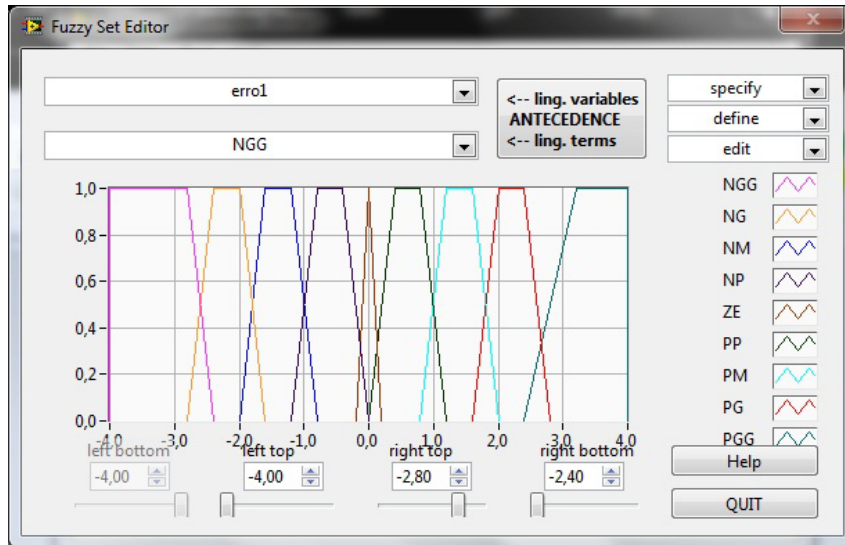 Fuzzy Set Editor
erro1
<-- ling. variables
ANTECEDENCE
<-- ling. terms
NGG
specify
define
edit
1,0
0,8
0,6
0,4
0,2
0,0
-4,0 -3,0 -2,0 -1,0 0,0 1,0 2,0 3,0 4,0
NGG
NG
NM
NP
ZE
PP
PM
PG
PGG
left bottom left top right top right bottom
-4,00 -4,00 -2,80 -2,40
Help
QUIT